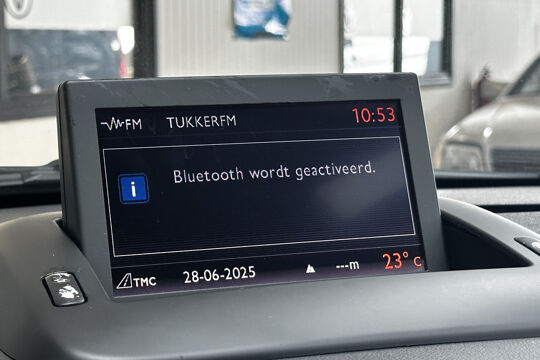 FM TUKKERFM 10:53
i
Bluetooth wordt geactiveerd.
TMC 28-06-2025 ---m 23° C